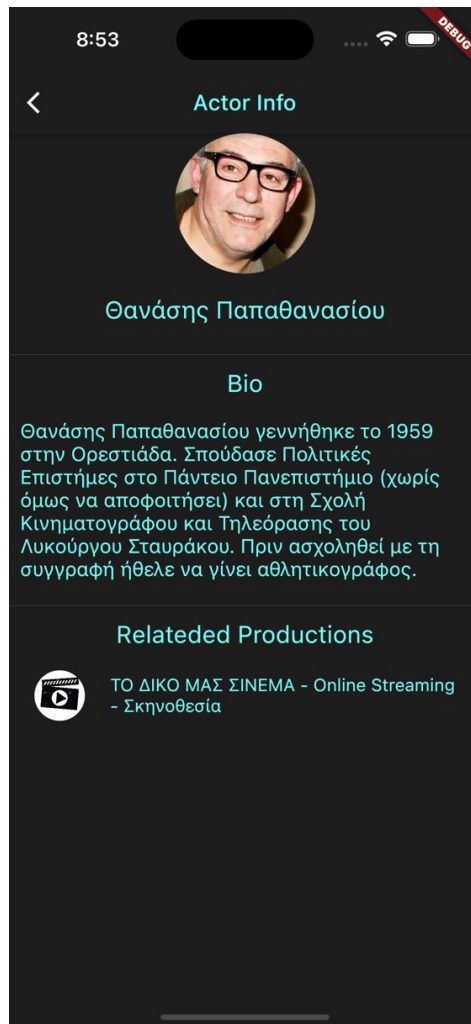 8:53
DEBUG
Actor Info
Θανάσης Παπαθανασίου
Bio
Θανάσης Παπαθανασίου γεννήθηκε το 1959
στην Ορεστιάδα. Σπούδασε Πολιτικές
Επιστήμες στο Πάντειο Πανεπιστήμιο (χωρίς
όμως να αποφοιτήσει) και στη Σχολή
Κινηματογράφου και Τηλεόρασης του
Λυκούργου Σταυράκου. Πριν ασχοληθεί με τη
συγγραφή ήθελε να γίνει αθλητικογράφος.
Relateded Productions
ΤΟ ΔΙΚΟ ΜΑΣ ΣΙΝΕΜΑ - Online Streaming
- Σκηνοθεσία